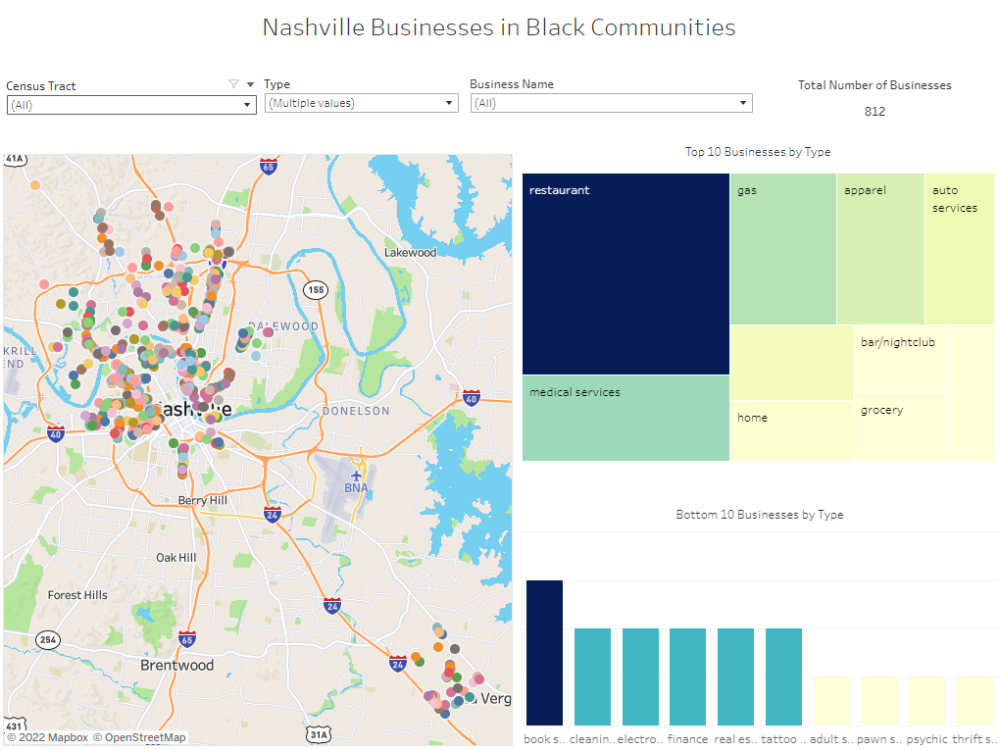 Nashville Businesses in Black Communities
Census Tract
(All)
Type
(Multiple values)
Business Name
(All)
Total Number of Businesses
812
41A
65
Lakewood
155
DALEWOOD
KRILL
END
ashville
DONELSON
40
40
BNA
Berry Hill
24
Oak Hill
Forest Hills
24
254
65
24
Brentwood
Verg
431
31A
© 2022 Mapbox © OpenStreetMap
Top 10 Businesses by Type
restaurant
gas
apparel
auto
services
bar/nightclub
medical services
grocery
home
Bottom 10 Businesses by Type
book s.. cleanin.. electro.. finance real es.. tattoo .. adult s.. pawn s.. psychic thrift s..